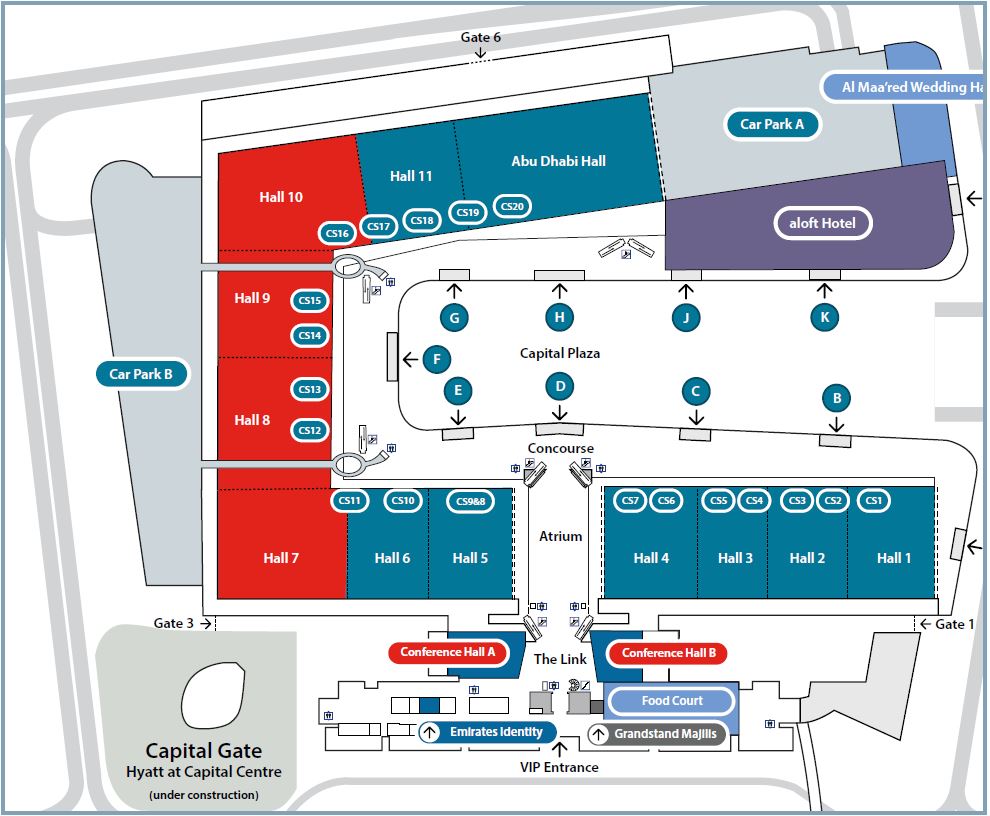 Gate 6
Al Maa'red Wedding Ha
Car Park A
Abu Dhabi Hall
Hall 11
Hall 10
CS20
CS19
CS18
CS17
CS16
aloft Hotel
Hall 9
CS15
CS14
G
H
J
K
Capital Plaza
F
Car Park B
E
D
C
B
CS13
Hall 8
CS12
Concourse
CS11
CS10
CS9&8
CS7
CS6
CS5
CS4
CS3
CS2
CS1
Atrium
Hall 7
Hall 6
Hall 5
Hall 4
Hall 3
Hall 2
Hall 1
Gate 3
Gate 1
Conference Hall A
The Link
Conference Hall B
Food Court
Emirates Identity
Grandstand Majilis
VIP Entrance
Capital Gate
Hyatt at Capital Centre
(under construction)